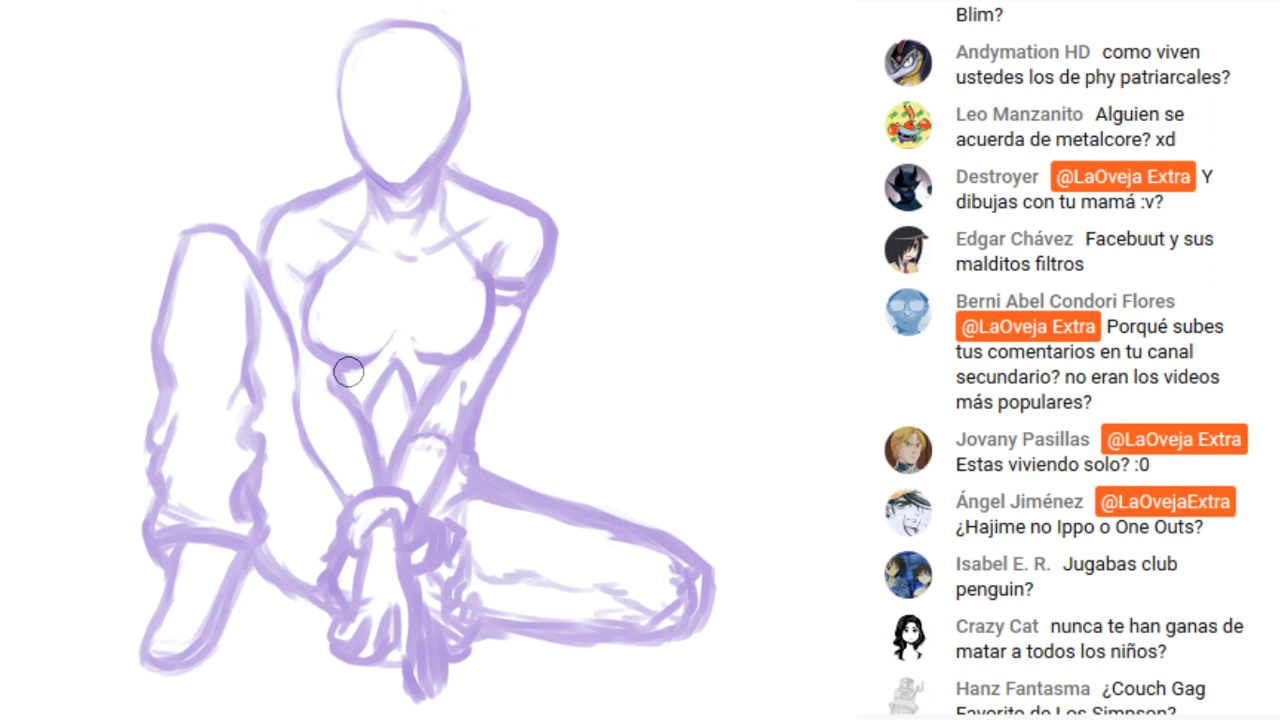 Blim?
Andymation HD como viven
ustedes los de phy patriarcales?
Leo Manzanito Alguien se
acuerda de metalcore? xd
Destroyer @LaOveja Extra Y
dibujas con tu mamá :v?
Edgar Chávez Facebuut y sus
malditos filtros
Berni Abel Condori Flores
@LaOveja Extra Porqué subes
tus comentarios en tu canal
secundario? no eran los videos
más populares?
Jovany Pasillas @LaOveja Extra
Estas viviendo solo? :0
Ángel Jiménez @LaOvejaExtra
¿Hajime no Ippo o One Outs?
Isabel E. R. Jugabas club
penguin?
Crazy Cat nunca te han ganas de
matar a todos los niños?
Hanz Fantasma ¿Couch Gag
Favorito de Los Simpson?